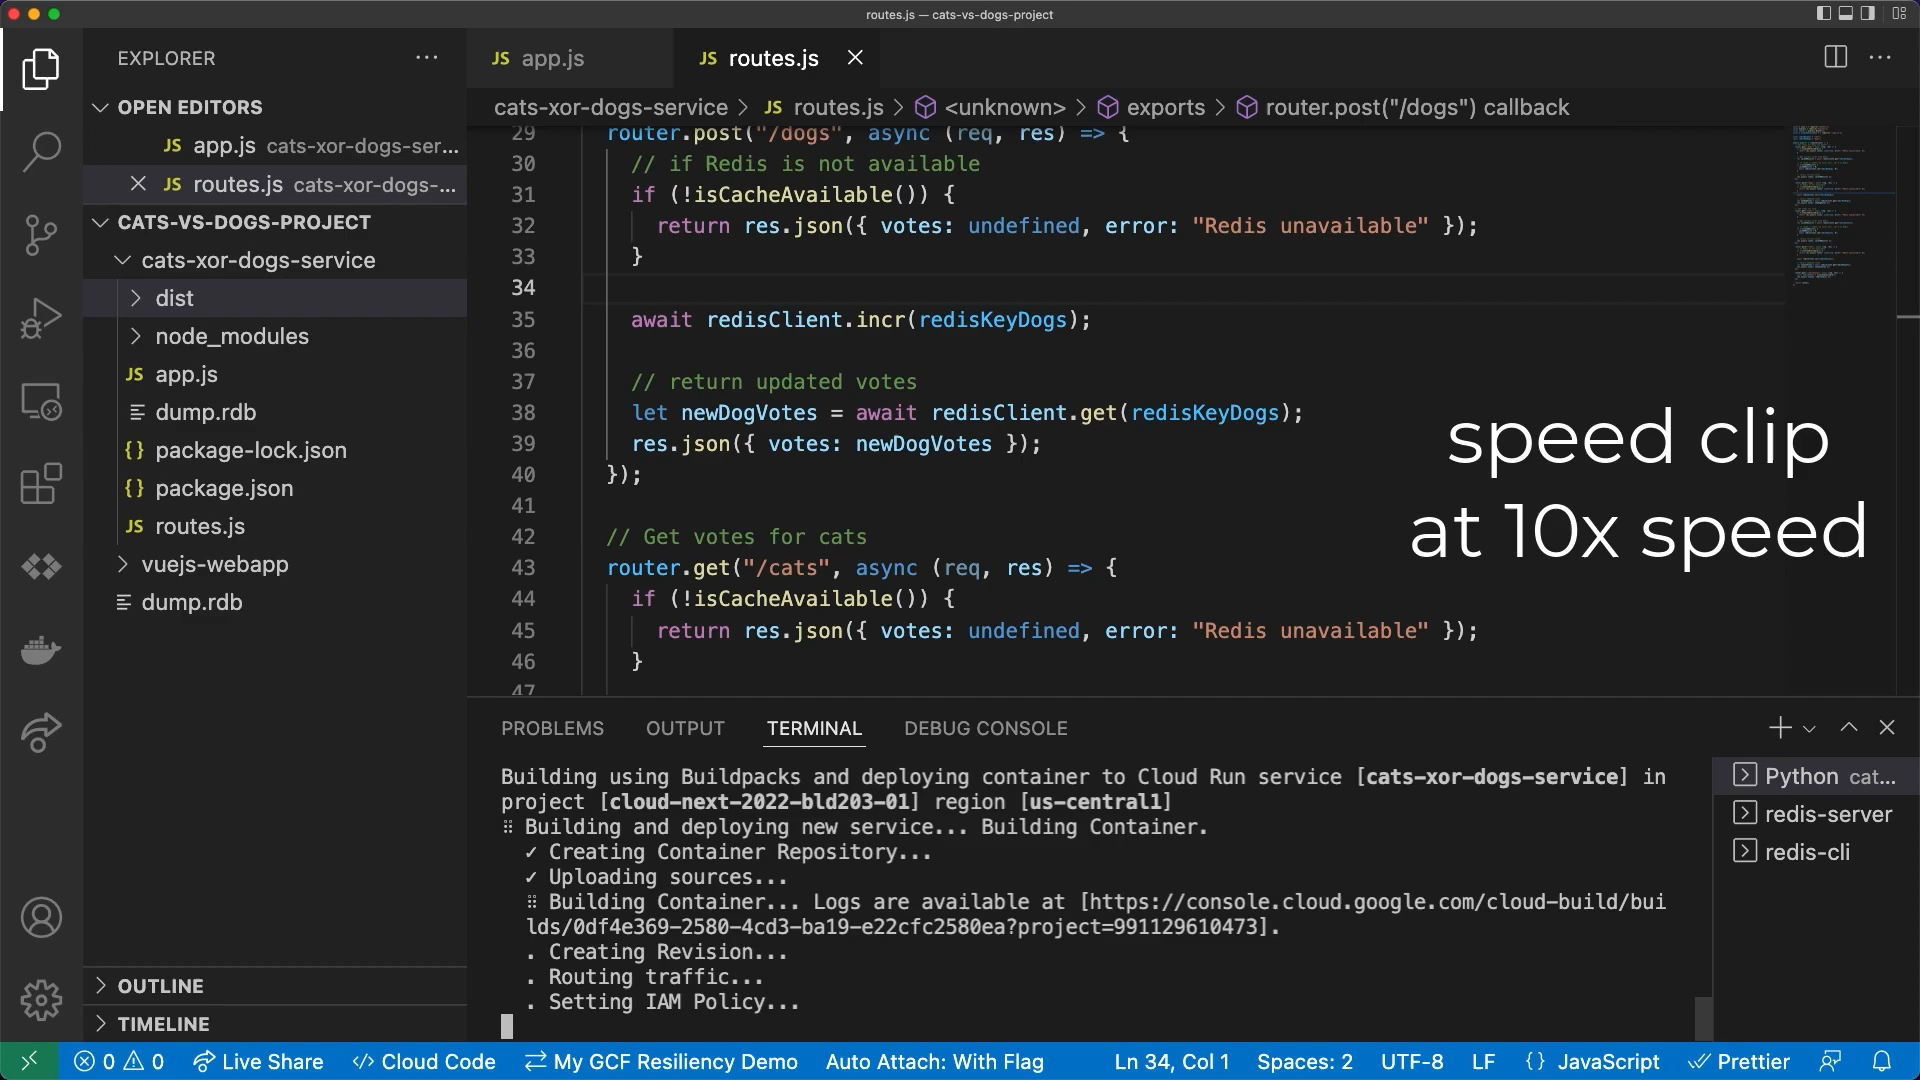 routes.js — cats-vs-dogs-project
EXPLORER
OPEN EDITORS
JS app.js cats-xor-dogs-ser...
JS routes.js cats-xor-dogs-...
CATS-VS-DOGS-PROJECT
cats-xor-dogs-service
dist
node_modules
JS app.js
dump.rdb
{} package-lock.json
{} package.json
JS routes.js
vuejs-webapp
dump.rdb
OUTLINE
TIMELINE
JS app.js
JS routes.js
cats-xor-dogs-service > JS routes.js > <unknown> > exports > router.post("/dogs") callback
29 router.post("/dogs", async (req, res) => {
30 // if Redis is not available
31 if (!isCacheAvailable()) {
32 return res.json({ votes: undefined, error: "Redis unavailable" });
33 }
34
35 await redisClient.incr(redisKeyDogs);
36
37 // return updated votes
38 let newDogVotes = await redisClient.get(redisKeyDogs);
39 res.json({ votes: newDogVotes });
40 });
41
42 // Get votes for cats
43 router.get("/cats", async (req, res) => {
44 if (!isCacheAvailable()) {
45 return res.json({ votes: undefined, error: "Redis unavailable" });
46 }
47
speed clip
at 10x speed
PROBLEMS OUTPUT TERMINAL DEBUG CONSOLE
Building using Buildpacks and deploying container to Cloud Run service [cats-xor-dogs-service] in
project [cloud-next-2022-bld203-01] region [us-central1]
⠿ Building and deploying new service... Building Container.
✓ Creating Container Repository...
✓ Uploading sources...
⠿ Building Container... Logs are available at [https://console.cloud.google.com/cloud-build/bui
lds/0df4e369-2580-4cd3-ba19-e22cfc2580ea?project=991129610473].
. Creating Revision...
. Routing traffic...
. Setting IAM Policy...
Python cat...
redis-server
redis-cli
0 0 Live Share Cloud Code My GCF Resiliency Demo Auto Attach: With Flag Ln 34, Col 1 Spaces: 2 UTF-8 LF {} JavaScript Prettier